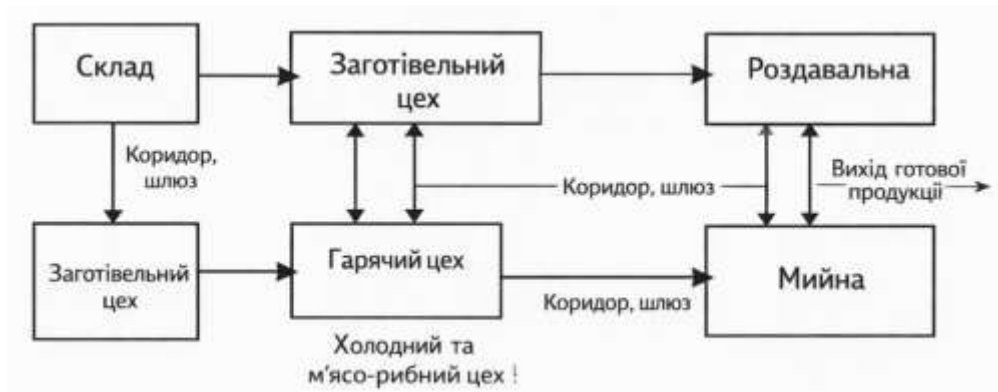 Склад
Заготівельний
цех
Роздавальна
Коридор,
шлюз
Коридор, шлюз
Вихід готової
продукції
Заготівельний
цех
Гарячий цех
Мийна
Коридор, шлюз
Холодний та
м'ясо-рибний цех !